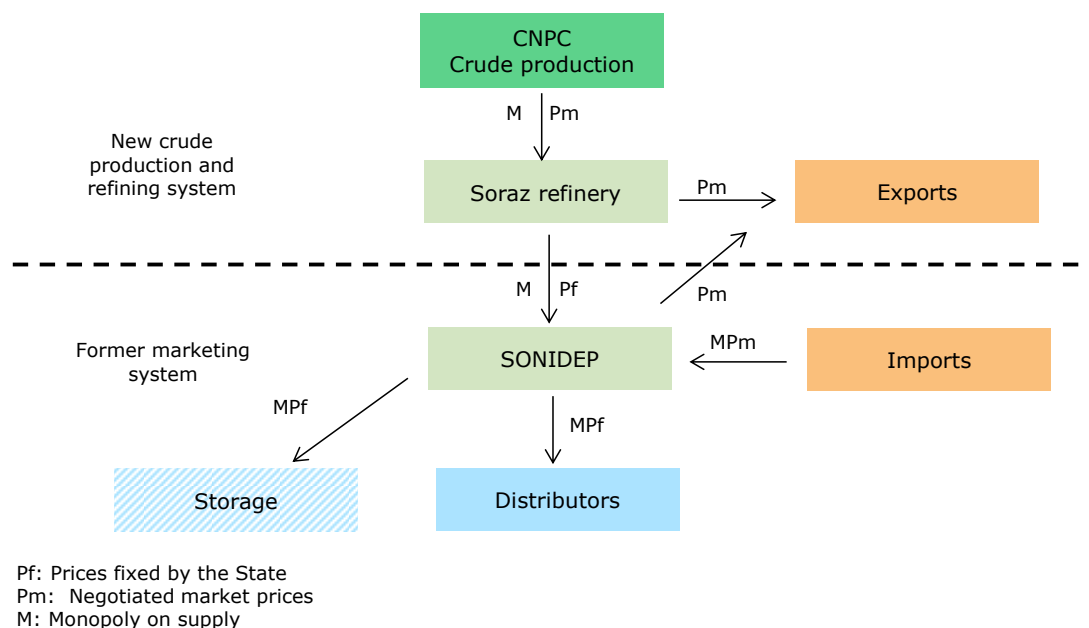 CNPC
Crude production
M
Pm
New crude
production and
refining system
Soraz refinery
Pm
Exports
M
Pf
Pm
Former marketing
system
SONIDEP
MPm
Imports
MPf
MPf
Storage
Distributors
Pf: Prices fixed by the State
Pm: Negotiated market prices
M: Monopoly on supply